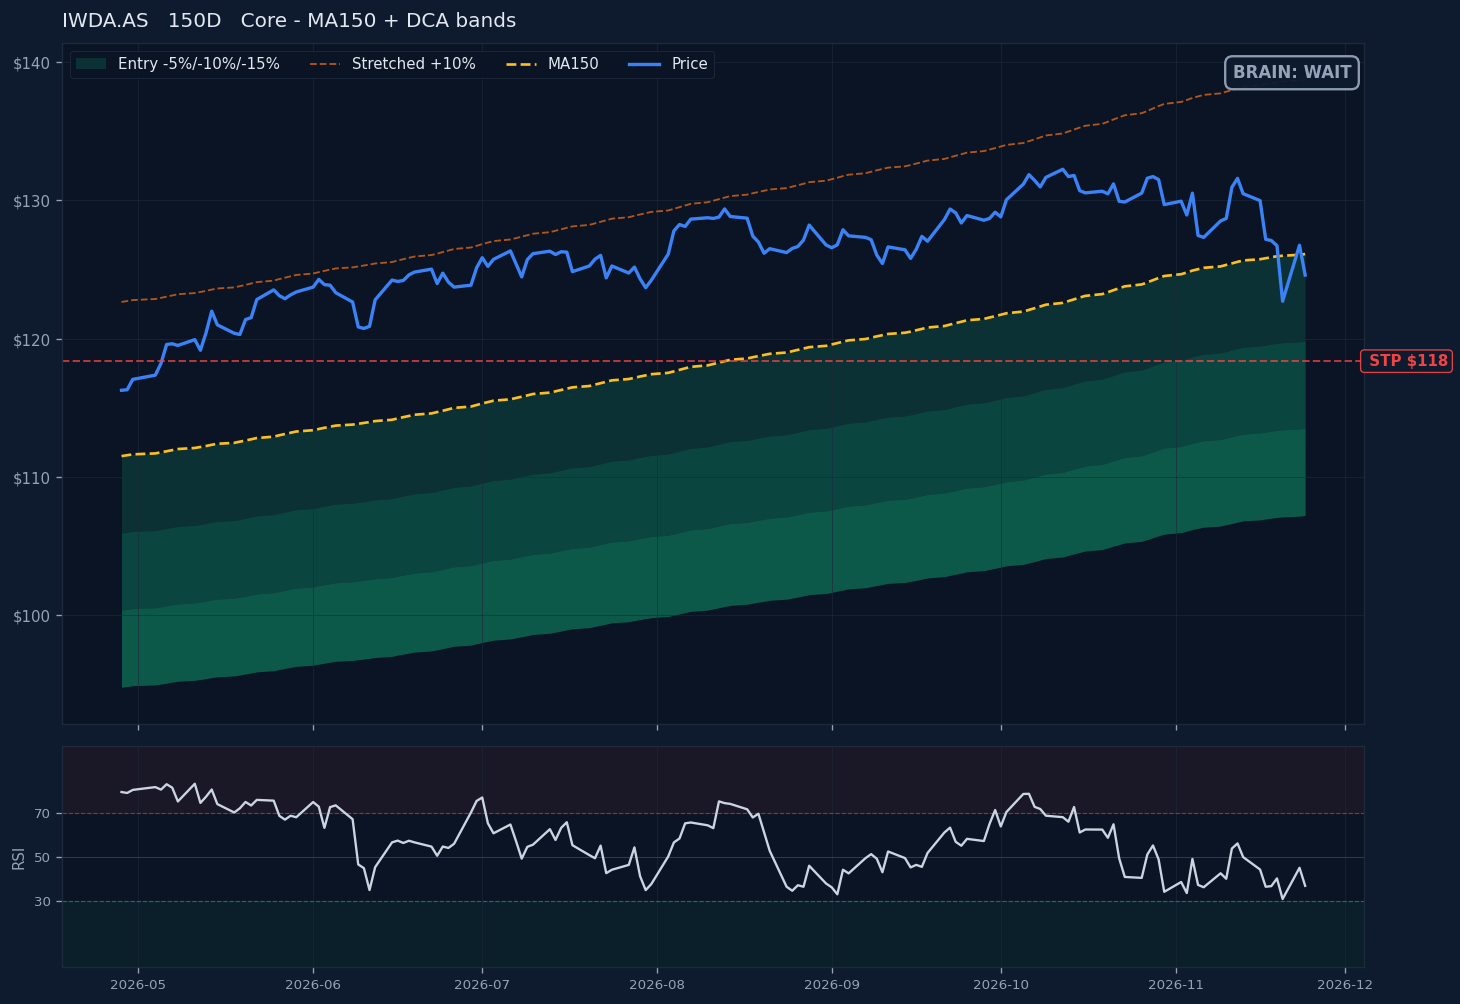 IWDA.AS   150D   Core - MA150 + DCA bands
Entry -5%/-10%/-15%
Stretched +10%
MA150
Price
BRAIN: WAIT
$140
$130
$120
$110
$100
STP $118
RSI
70
50
30
2026-05
2026-06
2026-07
2026-08
2026-09
2026-10
2026-11
2026-12